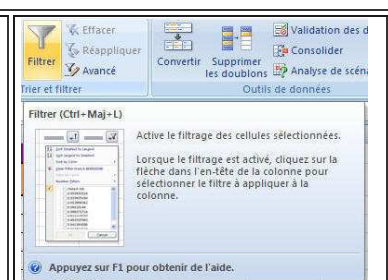 Effacer
Réappliquer
Filtrer
Avancé
Trier et filtrer
Convertir
Supprimer
les doublons
Validation des d
Consolider
Analyse de scéna
Outils de données
Filtrer (Ctrl+Maj+L)
Active le filtrage des cellules sélectionnées.
Lorsque le filtrage est activé, cliquez sur la
flèche dans l'en-tête de la colonne pour
sélectionner le filtre à appliquer à la
colonne.
Appuyez sur F1 pour obtenir de l'aide.